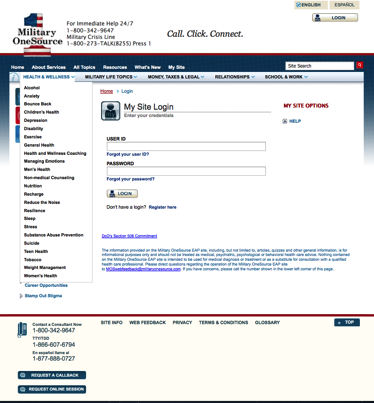 ENGLISH
ESPAÑOL
LOGIN
Military
OneSource
For Immediate Help 24/7
1-800-342-9647
Military Crisis Line
1-800-273-TALK(8255) Press 1
Call. Click. Connect.
Site Search
Home About Services All Topics Resources What's New My Site
HEALTH & WELLNESS MILITARY LIFE TOPICS MONEY, TAXES & LEGAL RELATIONSHIPS SCHOOL & WORK
Alcohol
Anxiety
Bounce Back
Children's Health
Depression
Disability
Exercise
General Health
Health and Wellness Coaching
Managing Emotions
Men's Health
Non-medical Counseling
Nutrition
Recharge
Reduce the Noise
Resilience
Sleep
Stress
Substance Abuse Prevention
Suicide
Teen Health
Tobacco
Weight Management
Women's Health
Career Opportunities
Stamp Out Stigma
Home › Login
My Site Login
Enter your credentials
USER ID
Forgot your user ID?
PASSWORD
Forgot your password?
LOGIN
Don't have a login? Register here
MY SITE OPTIONS
HELP
DoD's Section 508 Commitment
The information provided on the Military OneSource EAP site, including, but not limited to, articles, quizzes and other general information, is for
informational purposes only and should not be treated as medical, psychiatric, psychological or behavioral health care advice. Nothing contained
on the Military OneSource EAP site is intended to be used for medical diagnosis or treatment or as a substitute for consultation with a qualified
health care professional. Please direct questions regarding the operation of the Military OneSource EAP site
to MOSwebfeedback@militaryonesource.com. If you have concerns, please call the number shown in the lower left corner of this page.
Contact a Consultant Now
1-800-342-9647
TTY/TDD
1-866-607-6794
En español llame al
1-877-888-0727
REQUEST A CALLBACK
REQUEST ONLINE SESSION
SITE INFO WEB FEEDBACK PRIVACY TERMS & CONDITIONS GLOSSARY
TOP